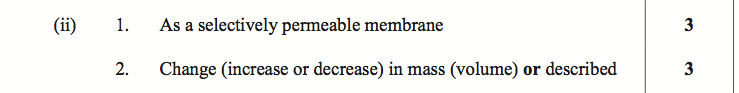 (ii) 1. As a selectively permeable membrane 3
2. Change (increase or decrease) in mass (volume) or described 3